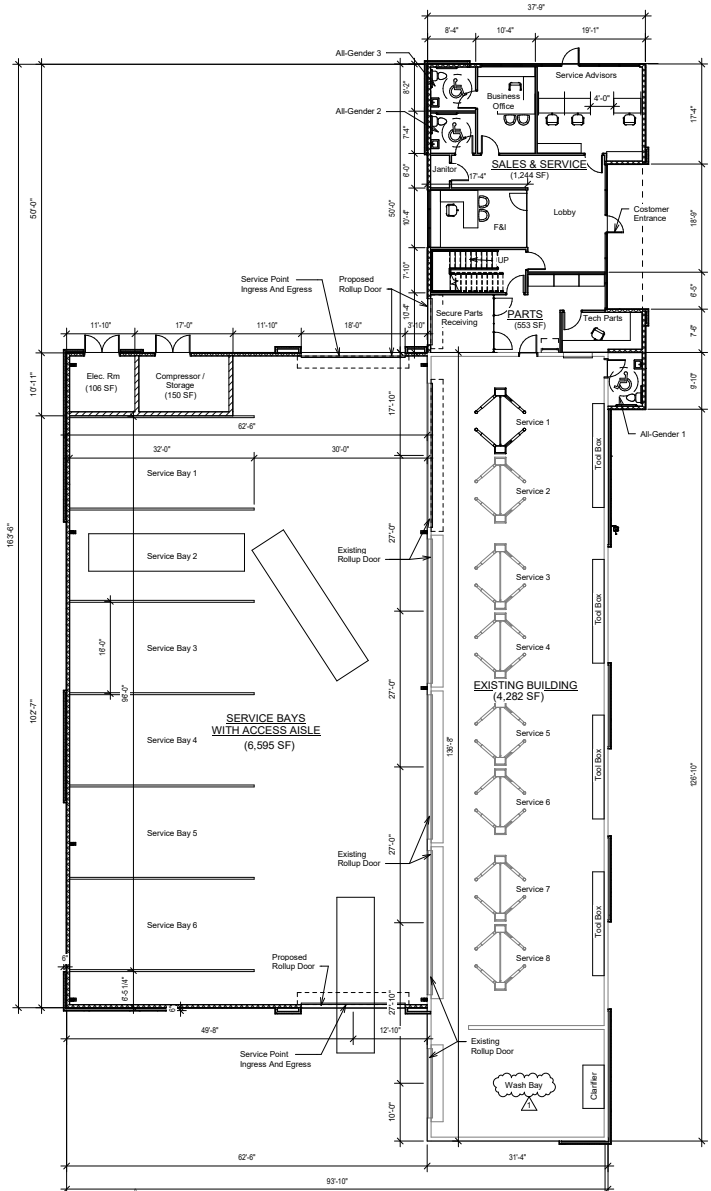 37'-9"
8'-4"
10'-4"
19'-1"
All-Gender 3
Service Advisors
8'-2"
Business
Office
4'-0"
17'-4"
All-Gender 2
7'-4"
SALES & SERVICE
(1,244 SF)
Janitor
17'-4"
6'-0"
50'-0"
50'-0"
10'-4"
F&I
Lobby
Customer
Entrance
18'-9"
UP
7'-10"
Service Point
Ingress And Egress
Proposed
Rollup Door
6'-5"
10'-4"
Secure Parts
Receiving
PARTS
(553 SF)
Tech Parts
7'-6"
11'-10"
17'-0"
11'-10"
18'-0"
3'-10"
10'-11"
Elec. Rm
(106 SF)
Compressor /
Storage
(150 SF)
9'-10"
17'-10"
All-Gender 1
62'-6"
32'-0"
30'-0"
Service 1
Tool Box
Service Bay 1
Service 2
163'-6"
Existing
Rollup Door
27'-0"
Service Bay 2
Service 3
Tool Box
16'-0"
96'-0"
Service Bay 3
Service 4
27'-0"
EXISTING BUILDING
(4,282 SF)
102'-7"
SERVICE BAYS
WITH ACCESS AISLE
(6,595 SF)
Service Bay 4
136'-8"
Service 5
Tool Box
126'-10"
Service 6
Service Bay 5
27'-0"
Existing
Rollup Door
Service 7
Tool Box
Service Bay 6
Service 8
6"
Proposed
Rollup Door
6'-5 1/4"
6"
27'-10"
49'-8"
12'-10"
Service Point
Ingress And Egress
Existing
Rollup Door
Wash Bay
1
Clarifier
10'-0"
62'-6"
31'-4"
93'-10"